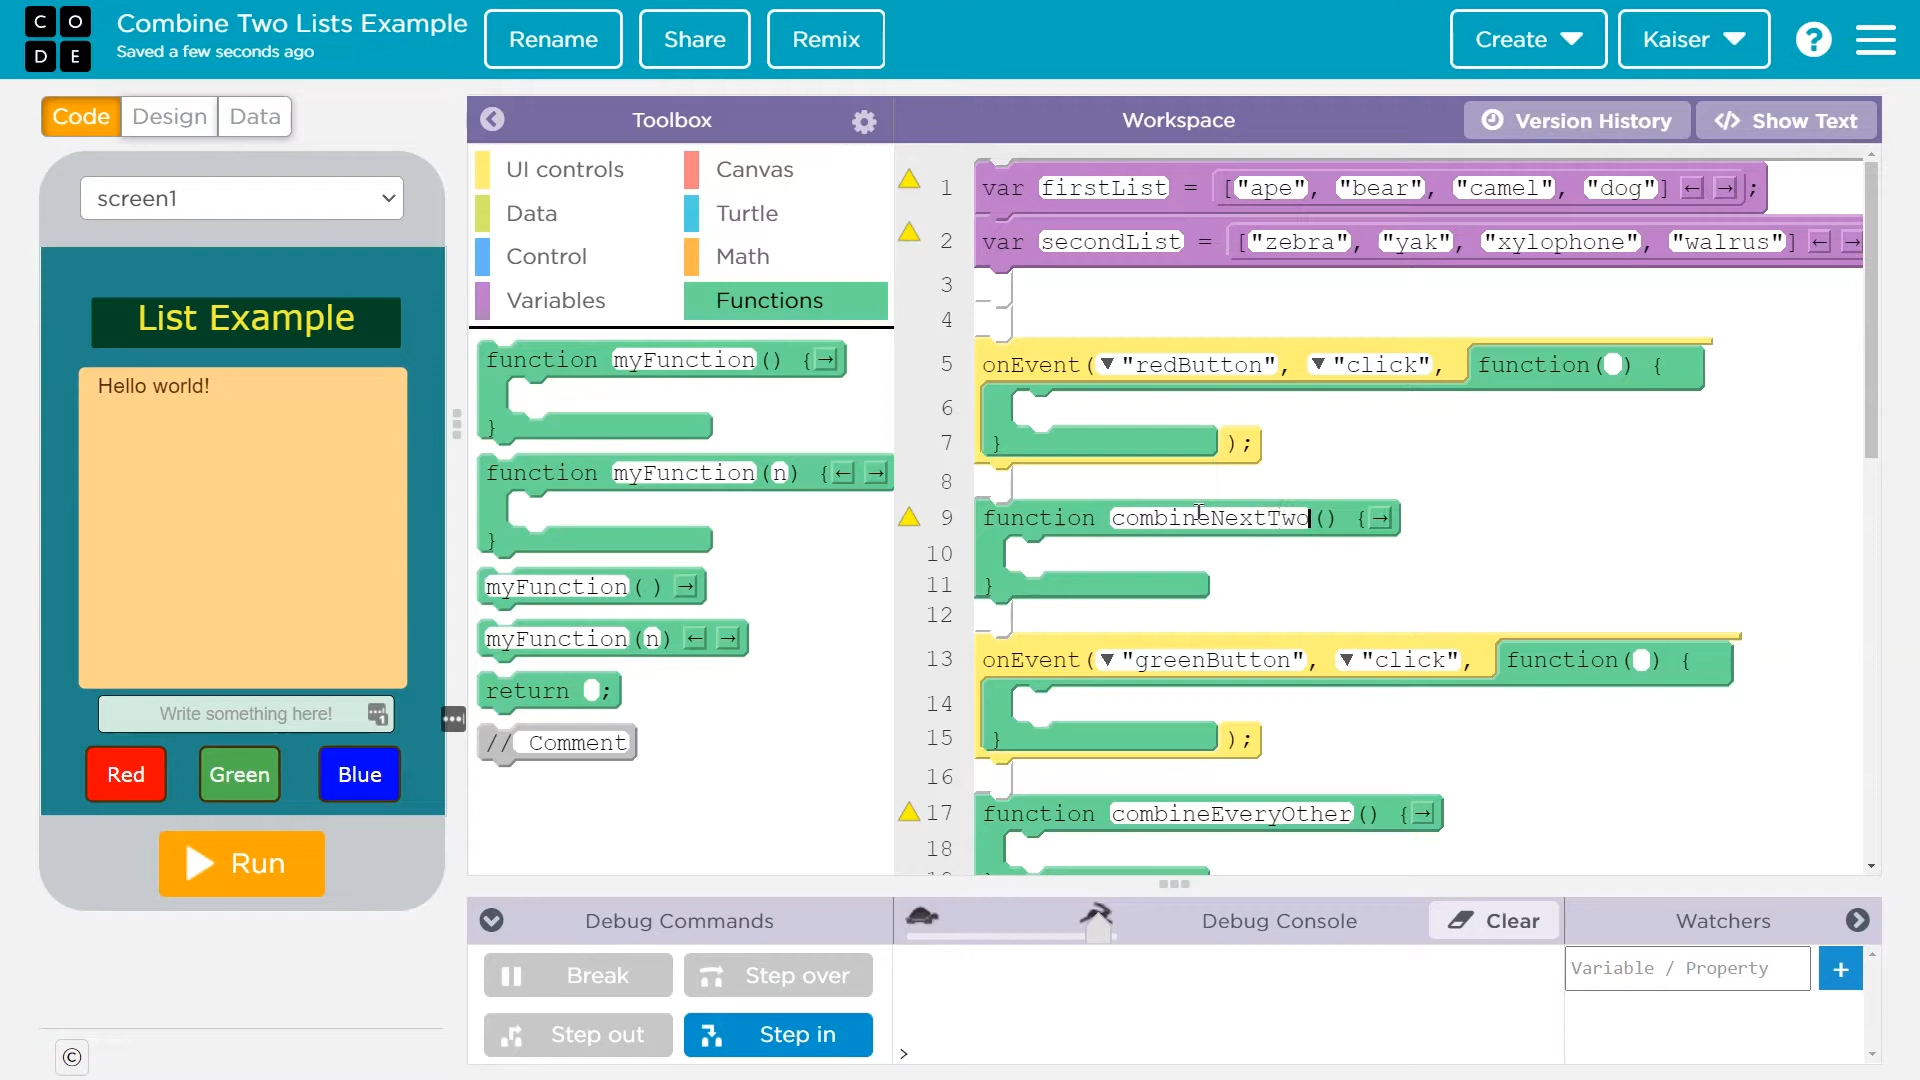 CODE
Combine Two Lists Example
Saved a few seconds ago
Rename
Share
Remix
Create
Kaiser
?
Code
Design
Data
screen1
List Example
Hello world!
Write something here!
Red
Green
Blue
Run
©
Toolbox
UI controls
Canvas
Data
Turtle
Control
Math
Variables
Functions
function myFunction() {→
}
function myFunction(n) {← →
}
myFunction() →
myFunction(n) ← →
return ;
// Comment
Workspace
Version History
</> Show Text
1 var firstList = ["ape", "bear", "camel", "dog"] ← → ;
2 var secondList = ["zebra", "yak", "xylophone", "walrus"] ← →
3
4
5 onEvent(▼"redButton", ▼"click", function() {
6
7 } );
8
9 function combineNextTwo() {→
10
11 }
12
13 onEvent(▼"greenButton", ▼"click", function() {
14
15 } );
16
17 function combineEveryOther() {→
18
Debug Commands
Break
Step over
Step out
Step in
Debug Console
Clear
>
Watchers
Variable / Property
+